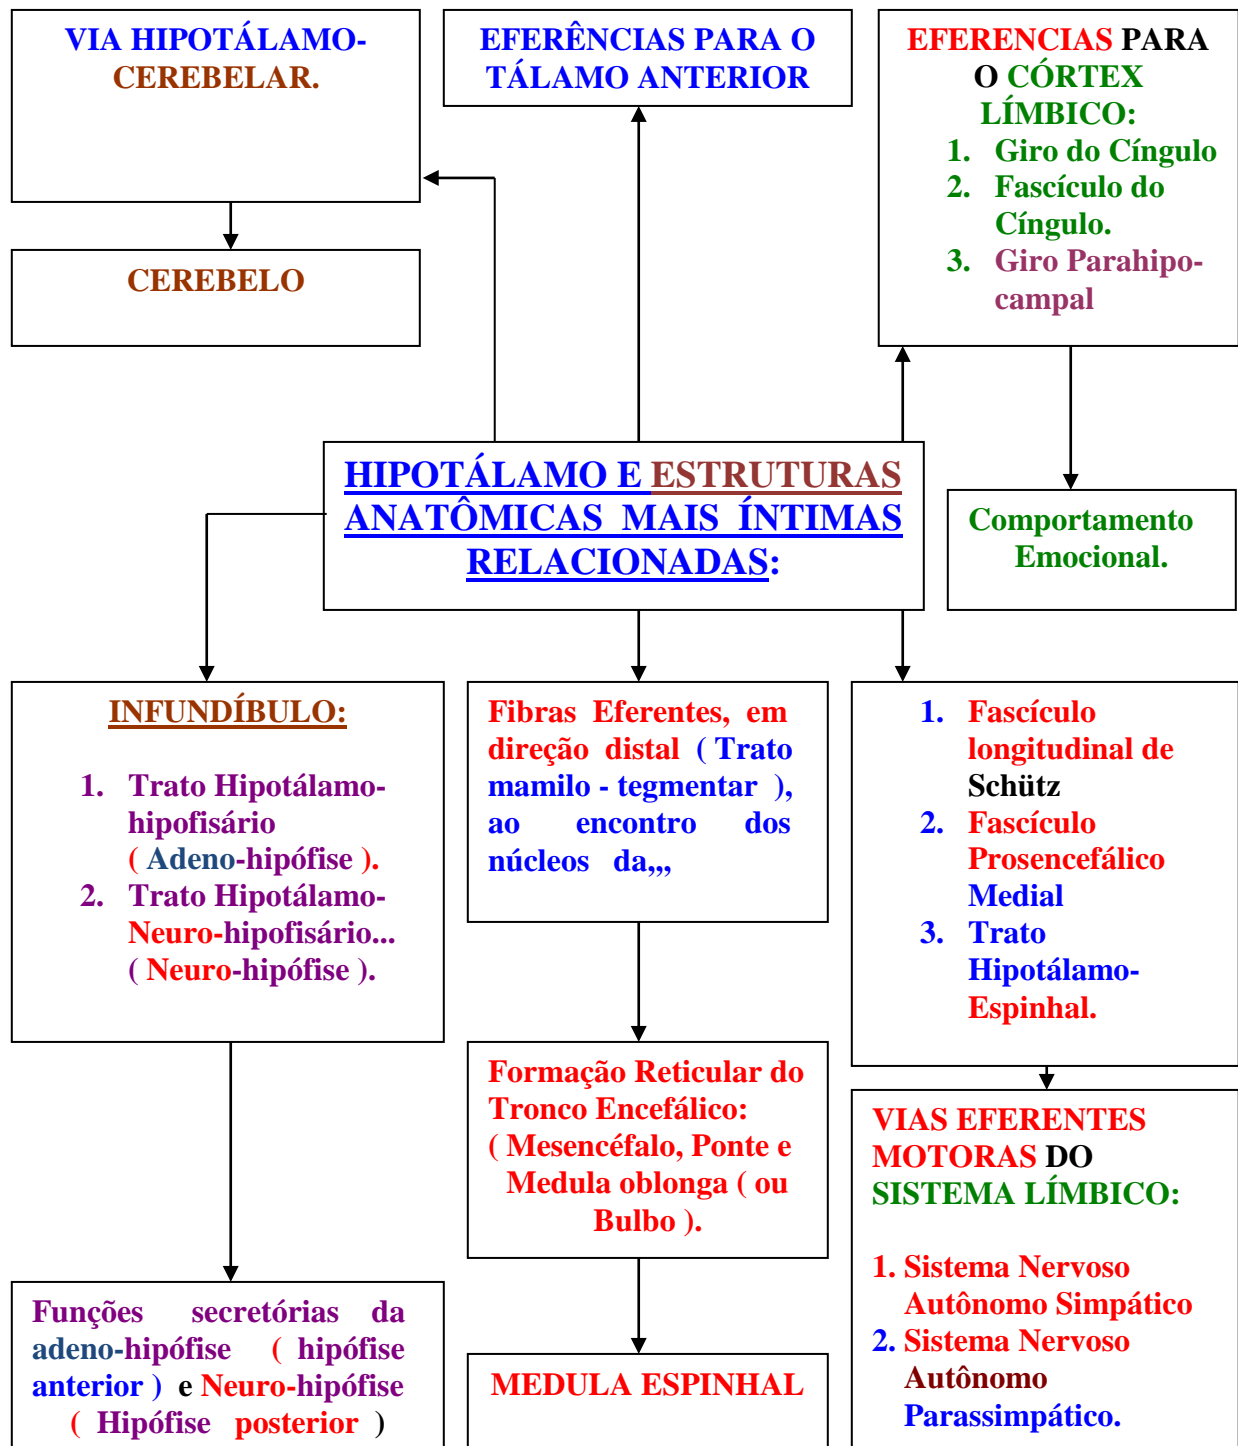 VIA HIPOTÁLAMO-
CEREBELAR.
EFERÊNCIAS PARA O
TÁLAMO ANTERIOR
EFERENCIAS PARA
O CÓRTEX
LÍMBICO:
1. Giro do Cíngulo
2. Fascículo do
Cíngulo.
3. Giro Parahipo-
campal
CEREBELO
HIPOTÁLAMO E ESTRUTURAS
ANATÔMICAS MAIS ÍNTIMAS
RELACIONADAS:
Comportamento
Emocional.
INFUNDÍBULO:
1. Trato Hipotálamo-
hipofisário
( Adeno-hipófise ).
2. Trato Hipotálamo-
Neuro-hipofisário...
( Neuro-hipófise ).
Fibras Eferentes, em
direção distal ( Trato
mamilo - tegmentar ),
ao encontro dos
núcleos da,,,
1. Fascículo
longitudinal de
Schütz
2. Fascículo
Prosencefálico
Medial
3. Trato
Hipotálamo-
Espinhal.
Formação Reticular do
Tronco Encefálico:
( Mesencéfalo, Ponte e
Medula oblonga ( ou
Bulbo ).
VIAS EFERENTES
MOTORAS DO
SISTEMA LÍMBICO:
1. Sistema Nervoso
Autônomo Simpático
2. Sistema Nervoso
Autônomo
Parassimpático.
Funções secretórias da
adeno-hipófise ( hipófise
anterior ) e Neuro-hipófise
( Hipófise posterior )
MEDULA ESPINHAL